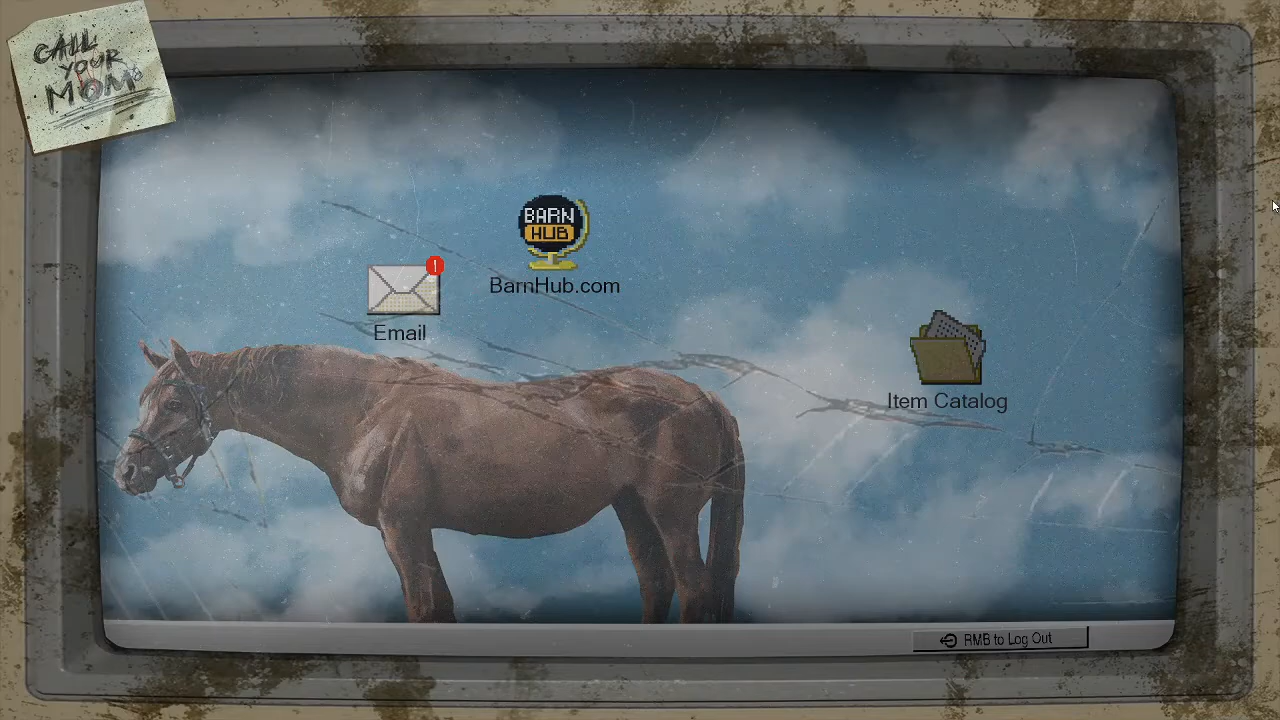 CALL
YOUR
MOM
BARN
HUB
BarnHub.com
!
Email
Item Catalog
RMB to Log Out